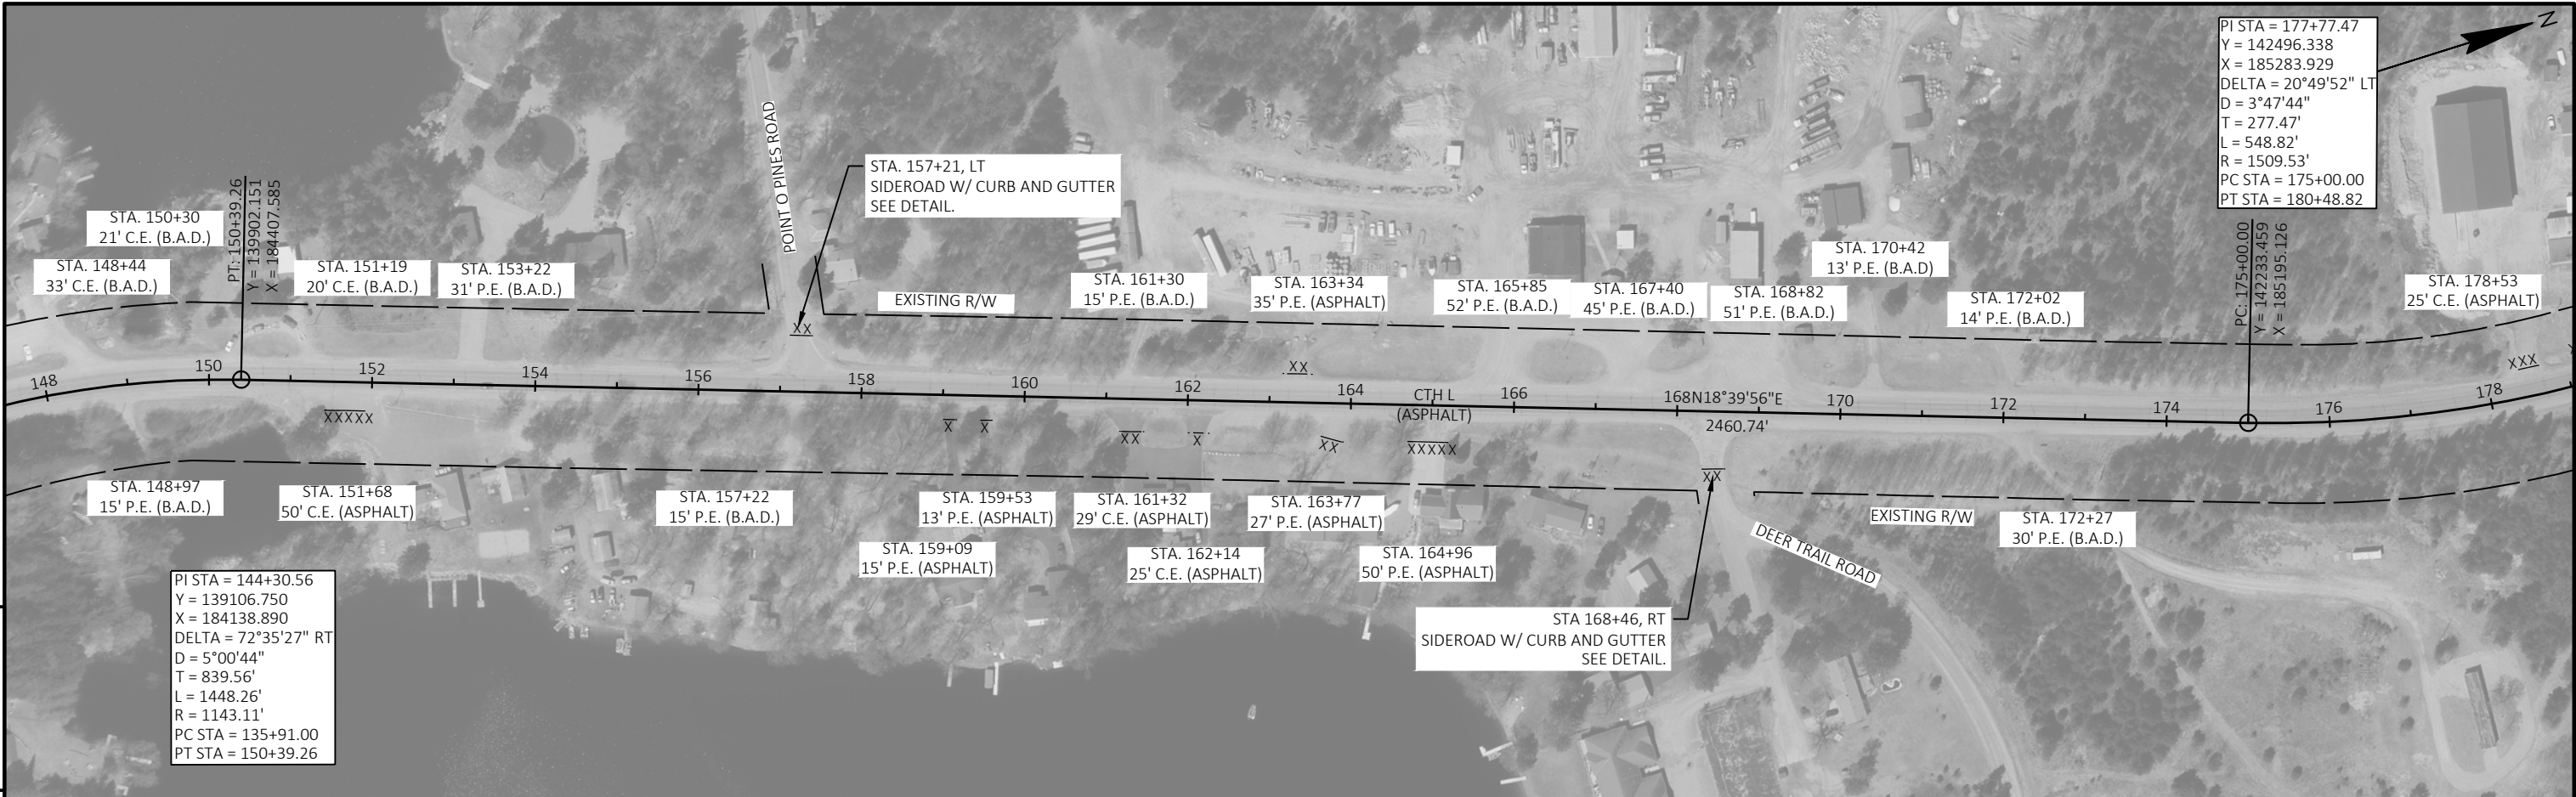 PI STA = 177+77.47
Y = 142496.338
X = 185283.929
DELTA = 20°49'52" LT
D = 3°47'44"
T = 277.47'
L = 548.82'
R = 1509.53'
PC STA = 175+00.00
PT STA = 180+48.82
N
STA. 157+21, LT
SIDEROAD W/ CURB AND GUTTER
SEE DETAIL.
POINT O PINES ROAD
STA. 150+30
21' C.E. (B.A.D.)
STA. 148+44
33' C.E. (B.A.D.)
PT: 150+39.26
Y = 139902.151
X = 184407.585
STA. 151+19
20' C.E. (B.A.D.)
STA. 153+22
31' P.E. (B.A.D.)
EXISTING R/W
STA. 161+30
15' P.E. (B.A.D.)
STA. 163+34
35' P.E. (ASPHALT)
STA. 165+85
52' P.E. (B.A.D.)
STA. 167+40
45' P.E. (B.A.D.)
STA. 168+82
51' P.E. (B.A.D.)
STA. 170+42
13' P.E. (B.A.D)
STA. 172+02
14' P.E. (B.A.D.)
PC: 175+00.00
Y = 142233.459
X = 185195.126
STA. 178+53
25' C.E. (ASPHALT)
XX
XX
XXX
148
150
152
154
156
158
160
162
164
CTH L
(ASPHALT)
166
168
N18°39'56"E
2460.74'
170
172
174
176
178
XXXXX
X
X
XX
X
XX
XXXXX
XX
STA. 148+97
15' P.E. (B.A.D.)
STA. 151+68
50' C.E. (ASPHALT)
STA. 157+22
15' P.E. (B.A.D.)
STA. 159+53
13' P.E. (ASPHALT)
STA. 159+09
15' P.E. (ASPHALT)
STA. 161+32
29' C.E. (ASPHALT)
STA. 162+14
25' C.E. (ASPHALT)
STA. 163+77
27' P.E. (ASPHALT)
STA. 164+96
50' P.E. (ASPHALT)
EXISTING R/W
STA. 172+27
30' P.E. (B.A.D.)
DEER TRAIL ROAD
STA 168+46, RT
SIDEROAD W/ CURB AND GUTTER
SEE DETAIL.
PI STA = 144+30.56
Y = 139106.750
X = 184138.890
DELTA = 72°35'27" RT
D = 5°00'44"
T = 839.56'
L = 1448.26'
R = 1143.11'
PC STA = 135+91.00
PT STA = 150+39.26